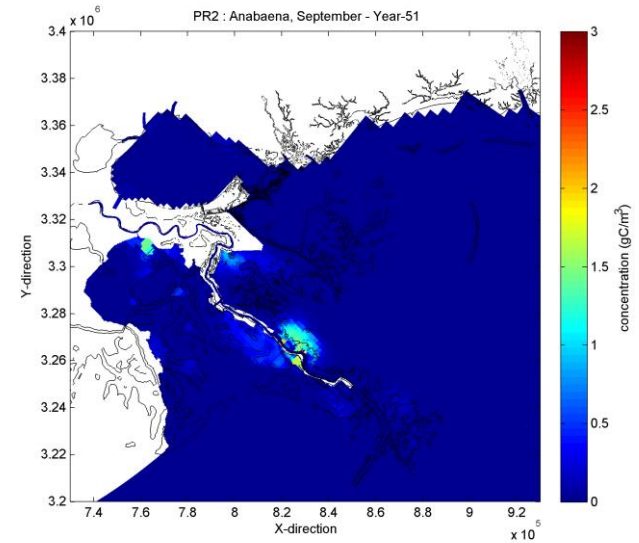 PR2 : Anabaena, September - Year-51
x 10^6
3.4
3.38
3.36
3.34
3.32
3.3
3.28
3.26
3.24
3.22
3.2
Y-direction
7.4 7.6 7.8 8 8.2 8.4 8.6 8.8 9 9.2
X-direction
x 10^5
3
2.5
2
1.5
1
0.5
0
concentration (gC/m³)